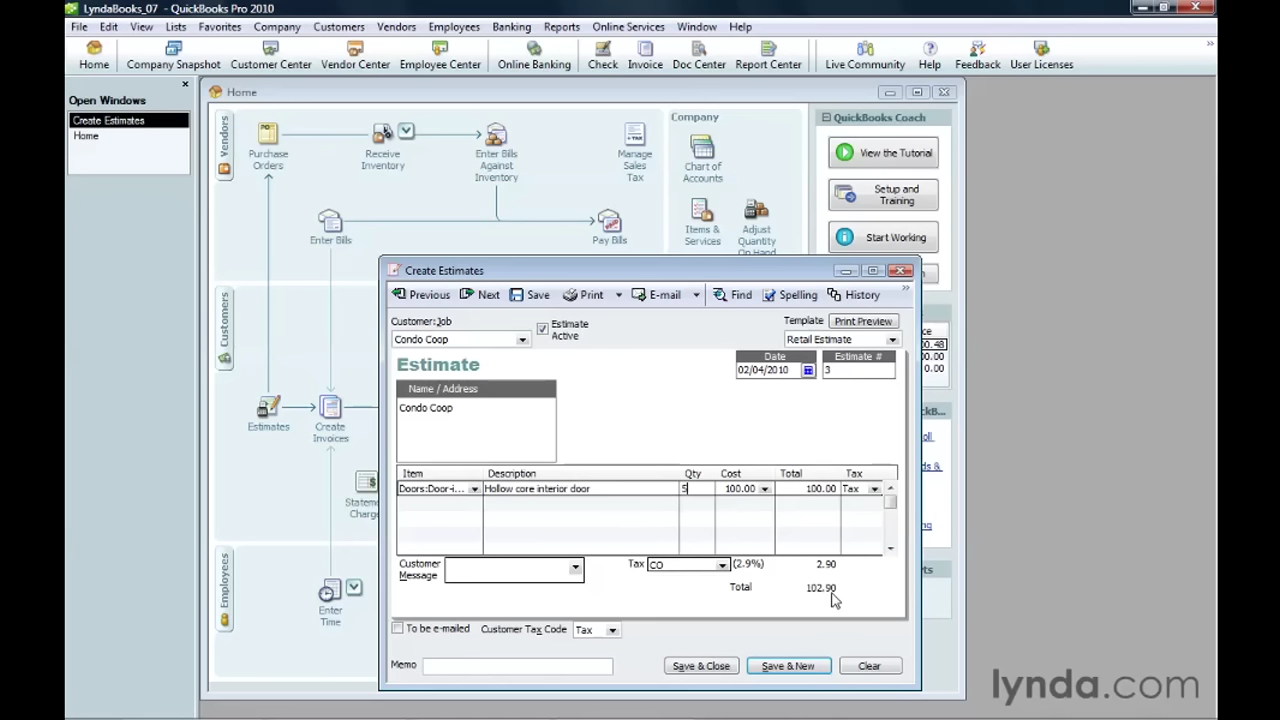 LyndaBooks_07 - QuickBooks Pro 2010
File Edit View Lists Favorites Company Customers Vendors Employees Banking Reports Online Services Window Help
Home Company Snapshot Customer Center Vendor Center Employee Center Online Banking Check Invoice Doc Center Report Center Live Community Help Feedback User Licenses
Open Windows
Create Estimates
Home
Home
Vendors
Purchase Orders
Receive Inventory
Enter Bills Against Inventory
Manage Sales Tax
Enter Bills
Pay Bills
Company
Chart of Accounts
Items & Services
Adjust Quantity On Hand
QuickBooks Coach
View the Tutorial
Setup and Training
Start Working
Customers
Estimates
Create Invoices
Employees
Enter Time
Create Estimates
Previous Next Save Print E-mail Find Spelling History
Customer:Job
Condo Coop
Estimate Active
Template Print Preview
Retail Estimate
Estimate
Date Estimate #
02/04/2010 3
Name / Address
Condo Coop
Item Description Qty Cost Total Tax
Doors:Door-i... Hollow core interior door 5 100.00 100.00 Tax
Customer Message
Tax CO (2.9%) 2.90
Total 102.90
To be e-mailed Customer Tax Code Tax
Memo
Save & Close Save & New Clear
lynda.com